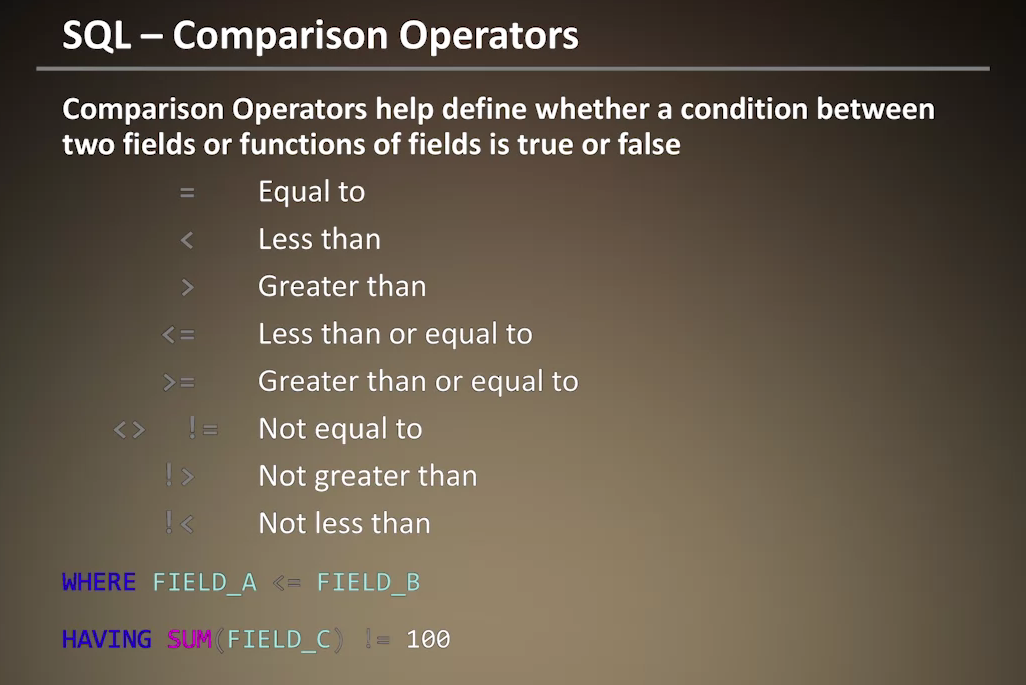 SQL – Comparison Operators
Comparison Operators help define whether a condition between
two fields or functions of fields is true or false
= Equal to
< Less than
> Greater than
<= Less than or equal to
>= Greater than or equal to
<> != Not equal to
!> Not greater than
!< Not less than
WHERE FIELD_A <= FIELD_B
HAVING SUM(FIELD_C) != 100